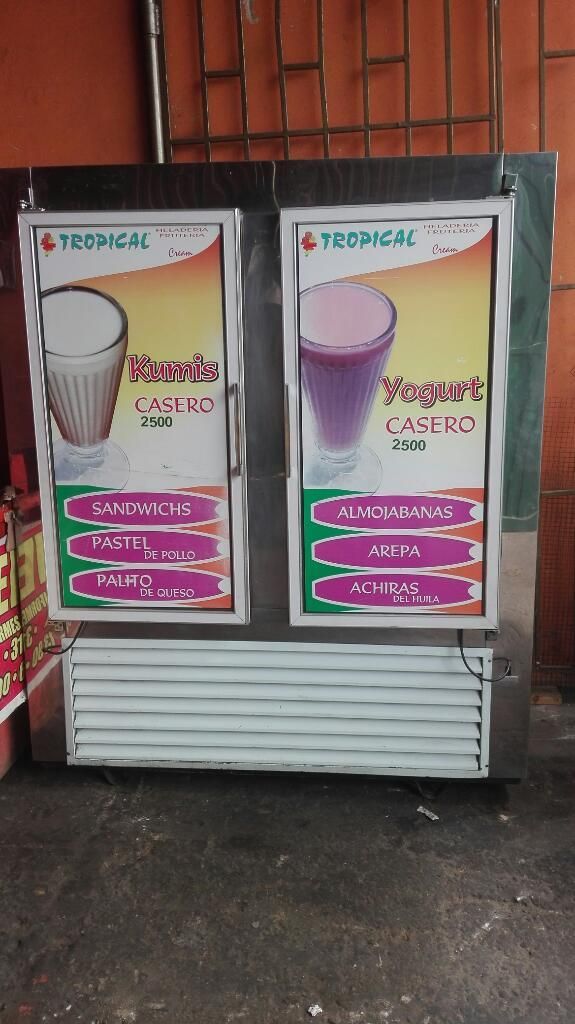 TROPICAL
HELADERIA
FRUTERIA
Cream
Kumis
CASERO
2500
SANDWICHS
PASTEL
DE POLLO
PALITO
DE QUESO
TROPICAL
HELADERIA
FRUTERIA
Cream
Yogurt
CASERO
2500
ALMOJABANAS
AREPA
ACHIRAS
DEL HUILA